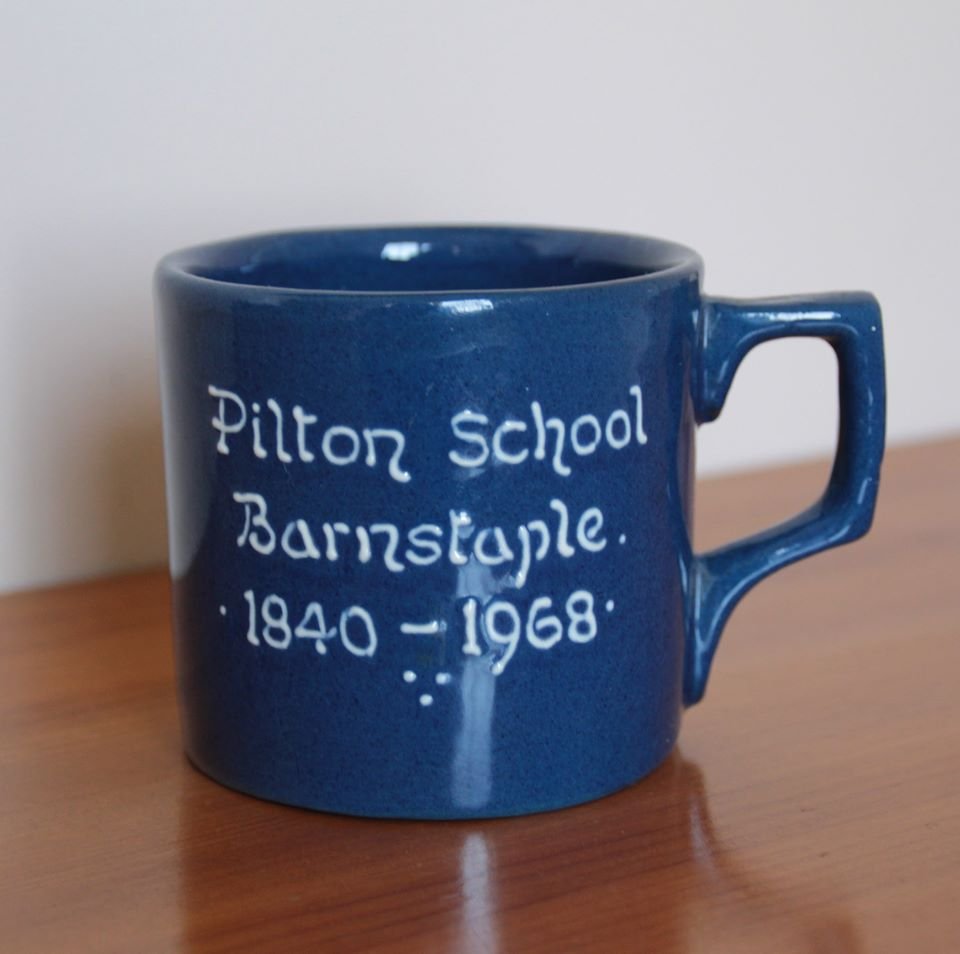 Pilton School
Barnstaple.
· 1840 – 1968 ·